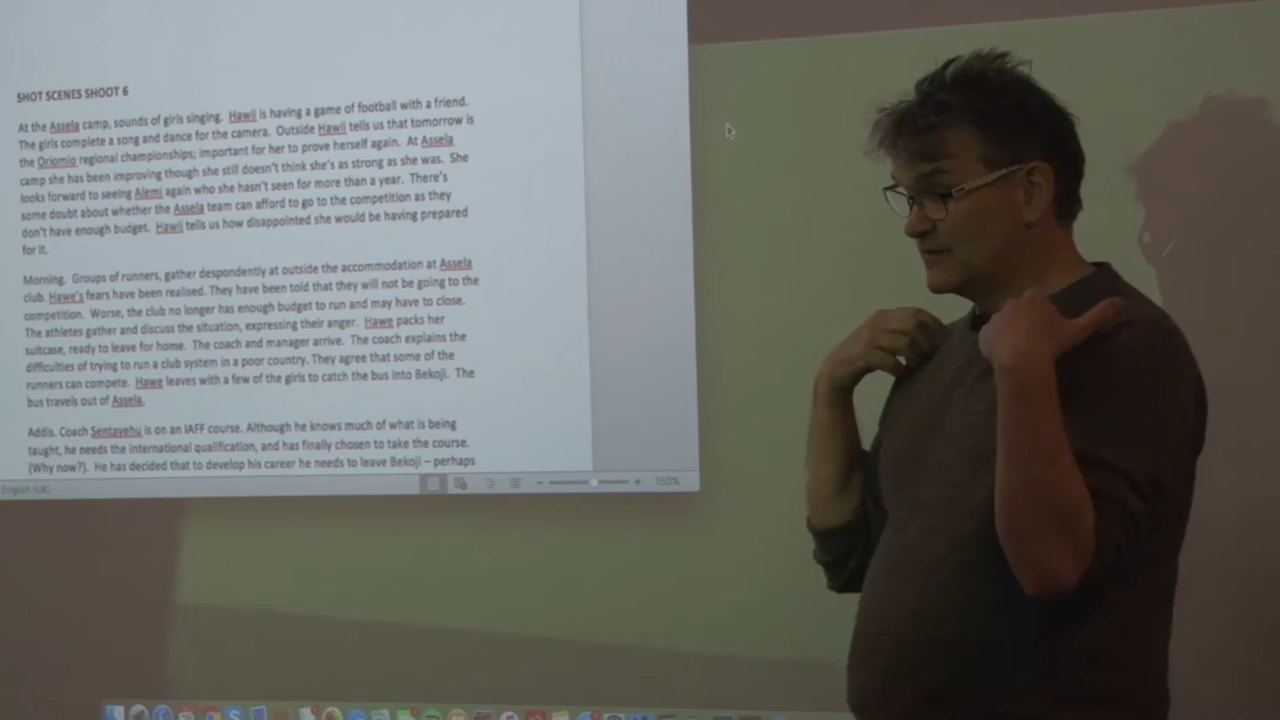 SHOT SCENES SHOOT 6
At the Assela camp, sounds of girls singing. Hawii is having a game of football with a friend.
The girls complete a song and dance for the camera. Outside Hawii tells us that tomorrow is
the Oriomio regional championships; important for her to prove herself again. At Assela
camp she has been improving though she still doesn't think she's as strong as she was. She
looks forward to seeing Alemi again who she hasn't seen for more than a year. There's
some doubt about whether the Assela team can afford to go to the competition as they
don't have enough budget. Hawii tells us how disappointed she would be having prepared
for it.
Morning. Groups of runners, gather despondently at outside the accommodation at Assela
club. Hawe's fears have been realised. They have been told that they will not be going to the
competition. Worse, the club no longer has enough budget to run and may have to close.
The athletes gather and discuss the situation, expressing their anger. Hawe packs her
suitcase, ready to leave for home. The coach and manager arrive. The coach explains the
difficulties of trying to run a club system in a poor country. They agree that some of the
runners can compete. Hawe leaves with a few of the girls to catch the bus into Bekoji. The
bus travels out of Assela.
Addis. Coach Sentayehu is on an IAFF course. Although he knows much of what is being
taught, he needs the international qualification, and has finally chosen to take the course.
(Why now?). He has decided that to develop his career he needs to leave Bekoji – perhaps
English (UK)
150%